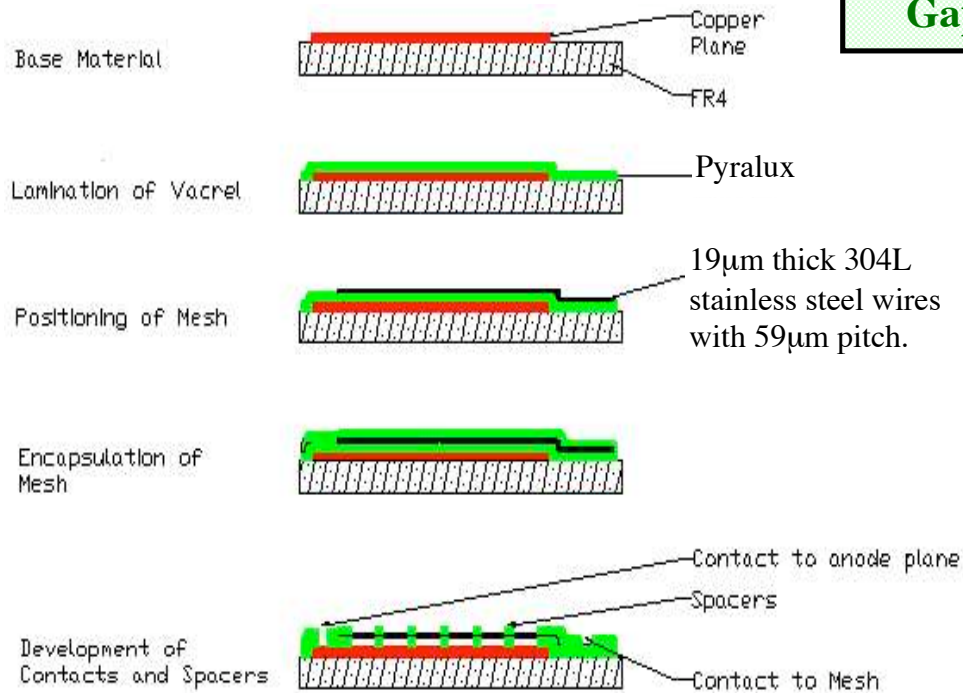 Copper
Plane
Base Material
FR4
Pyralux
Lamination of Vacrel
19μm thick 304L
stainless steel wires
with 59μm pitch.
Positioning of Mesh
Encapsulation of
Mesh
Contact to anode plane
Spacers
Development of
Contacts and Spacers
Contact to Mesh